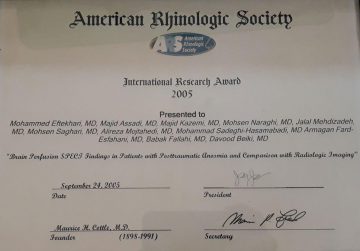 American Rhinologic Society
ARS American
Rhinologic
Society
International Research Award
2005
Presented to
Mohammed Eftekhari, MD, Majid Assadi, MD, Majid Kazemi, MD, Mohsen Naraghi, MD, Jalal Mehdizadeh,
MD, Mohsen Saghari, MD, Alireza Mojtahedi, MD, Mohammad Sadeghi-Hasamabadi, MD Armagan Fard-
Esfahani, MD, Babak Fallahi, MD, Davood Beiki, MD
"Brain Perfusion SPECT Findings in Patients with Posttraumatic Anosmia and Comparison with Radiologic Imaging"
September 24, 2005
Date
President
Maurice H. Cottle, M.D.
Founder (1898-1981)
Secretary